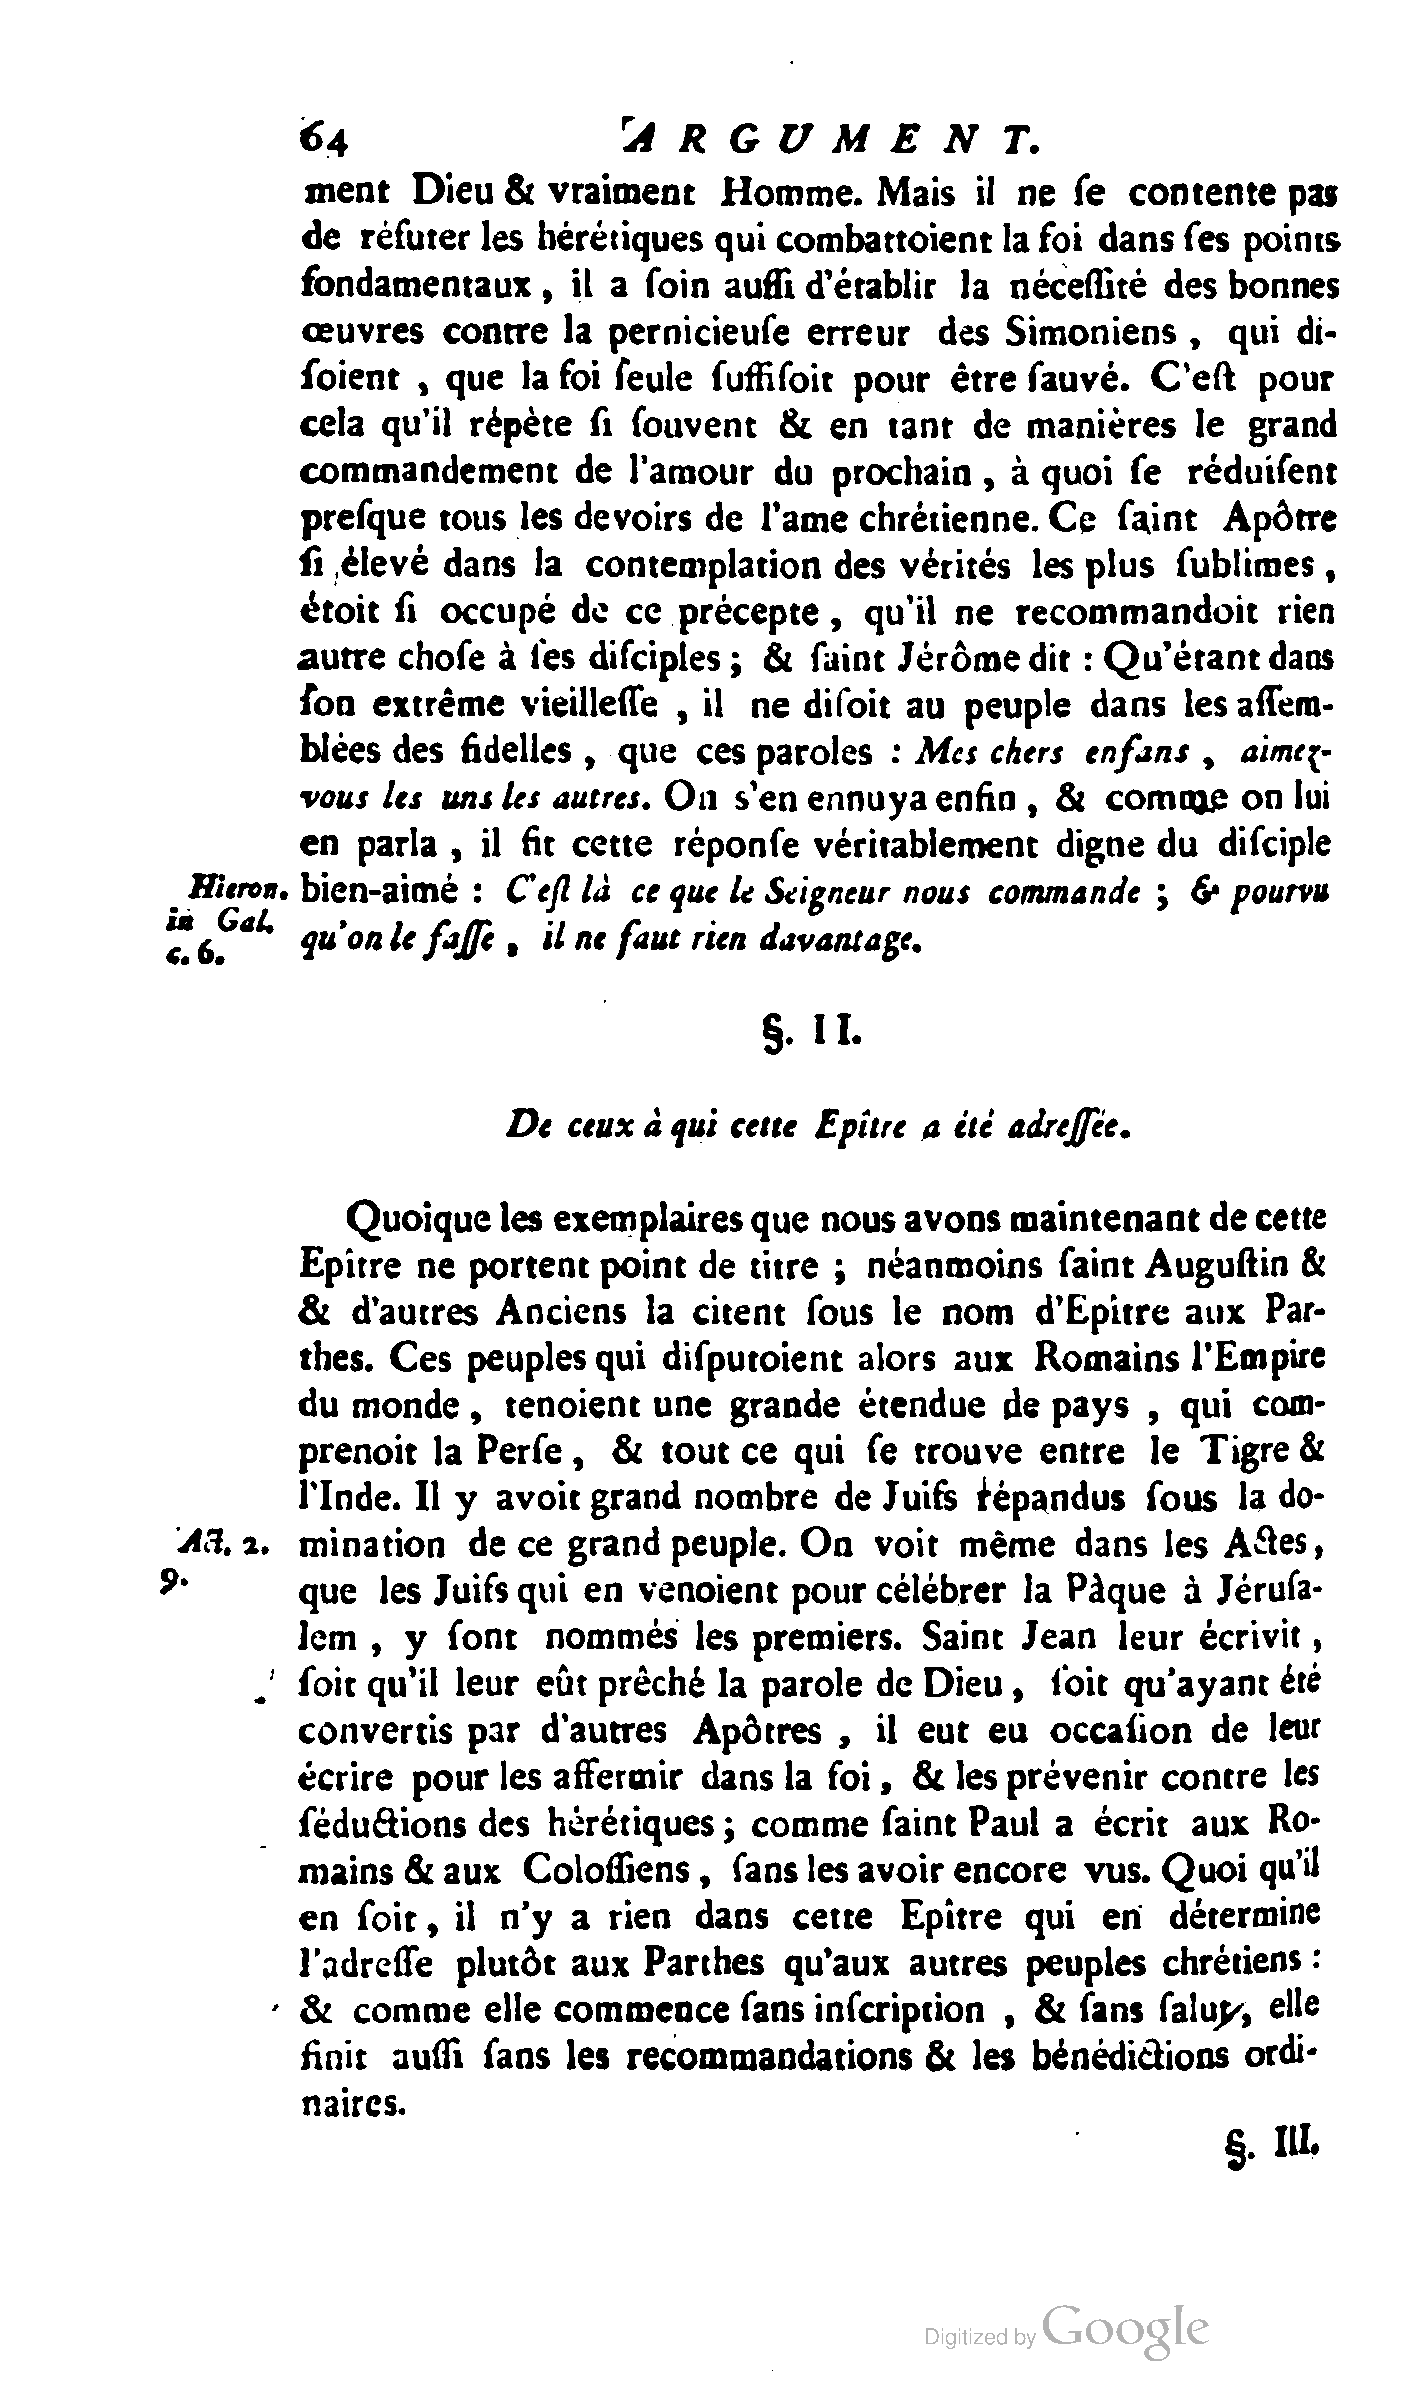 64 ARGUMENT.
ment Dieu & vraiment Homme. Mais il ne ſe contente pas
de réfuter les hérétiques qui combattoient la foi dans ſes points
fondamentaux, il a ſoin auſſi d'établir la néceſſité des bonnes
œuvres contre la pernicieuſe erreur des Simoniens, qui di-
ſoient, que la foi ſeule ſuffiſoit pour être ſauvé. C'eſt pour
cela qu'il répète ſi ſouvent & en tant de manières le grand
commandement de l'amour du prochain, à quoi ſe réduiſent
preſque tous les devoirs de l'ame chrétienne. Ce ſaint Apôtre
ſi élevé dans la contemplation des vérités les plus ſublimes,
étoit ſi occupé de ce précepte, qu'il ne recommandoit rien
autre choſe à ſes diſciples; & ſaint Jérôme dit : Qu'étant dans
ſon extrême vieilleſſe, il ne diſoit au peuple dans les aſſem-
blées des fidelles, que ces paroles : Mes chers enfans, aimez-
vous les uns les autres. On s'en ennuya enfin, & comme on lui
en parla, il fit cette réponſe véritablement digne du diſciple
Hieron. bien-aimé : C'eſt là ce que le Seigneur nous commande ; & pourvu
in Gal. qu'on le faſſe, il ne faut rien davantage.
c. 6.
§. II.
De ceux à qui cette Epître a été adreſſée.
Quoique les exemplaires que nous avons maintenant de cette
Epître ne portent point de titre ; néanmoins ſaint Auguſtin &
& d'autres Anciens la citent ſous le nom d'Epître aux Par-
thes. Ces peuples qui diſputoient alors aux Romains l'Empire
du monde, tenoient une grande étendue de pays, qui com-
prenoit la Perſe, & tout ce qui ſe trouve entre le Tigre &
l'Inde. Il y avoit grand nombre de Juifs répandus ſous la do-
Act. 2. mination de ce grand peuple. On voit même dans les Actes,
9. que les Juifs qui en venoient pour célébrer la Pâque à Jéruſa-
lem, y ſont nommés les premiers. Saint Jean leur écrivit,
ſoit qu'il leur eût prêché la parole de Dieu, ſoit qu'ayant été
convertis par d'autres Apôtres, il eut eu occaſion de leur
écrire pour les affermir dans la foi, & les prévenir contre les
ſéductions des hérétiques; comme ſaint Paul a écrit aux Ro-
mains & aux Coloſſiens, ſans les avoir encore vus. Quoi qu'il
en ſoit, il n'y a rien dans cette Epître qui en détermine
l'adreſſe plutôt aux Parthes qu'aux autres peuples chrétiens :
& comme elle commence ſans inſcription, & ſans ſalut, elle
finit auſſi ſans les recommandations & les bénédictions ordi-
naires.
§. III.
Digitized by Google